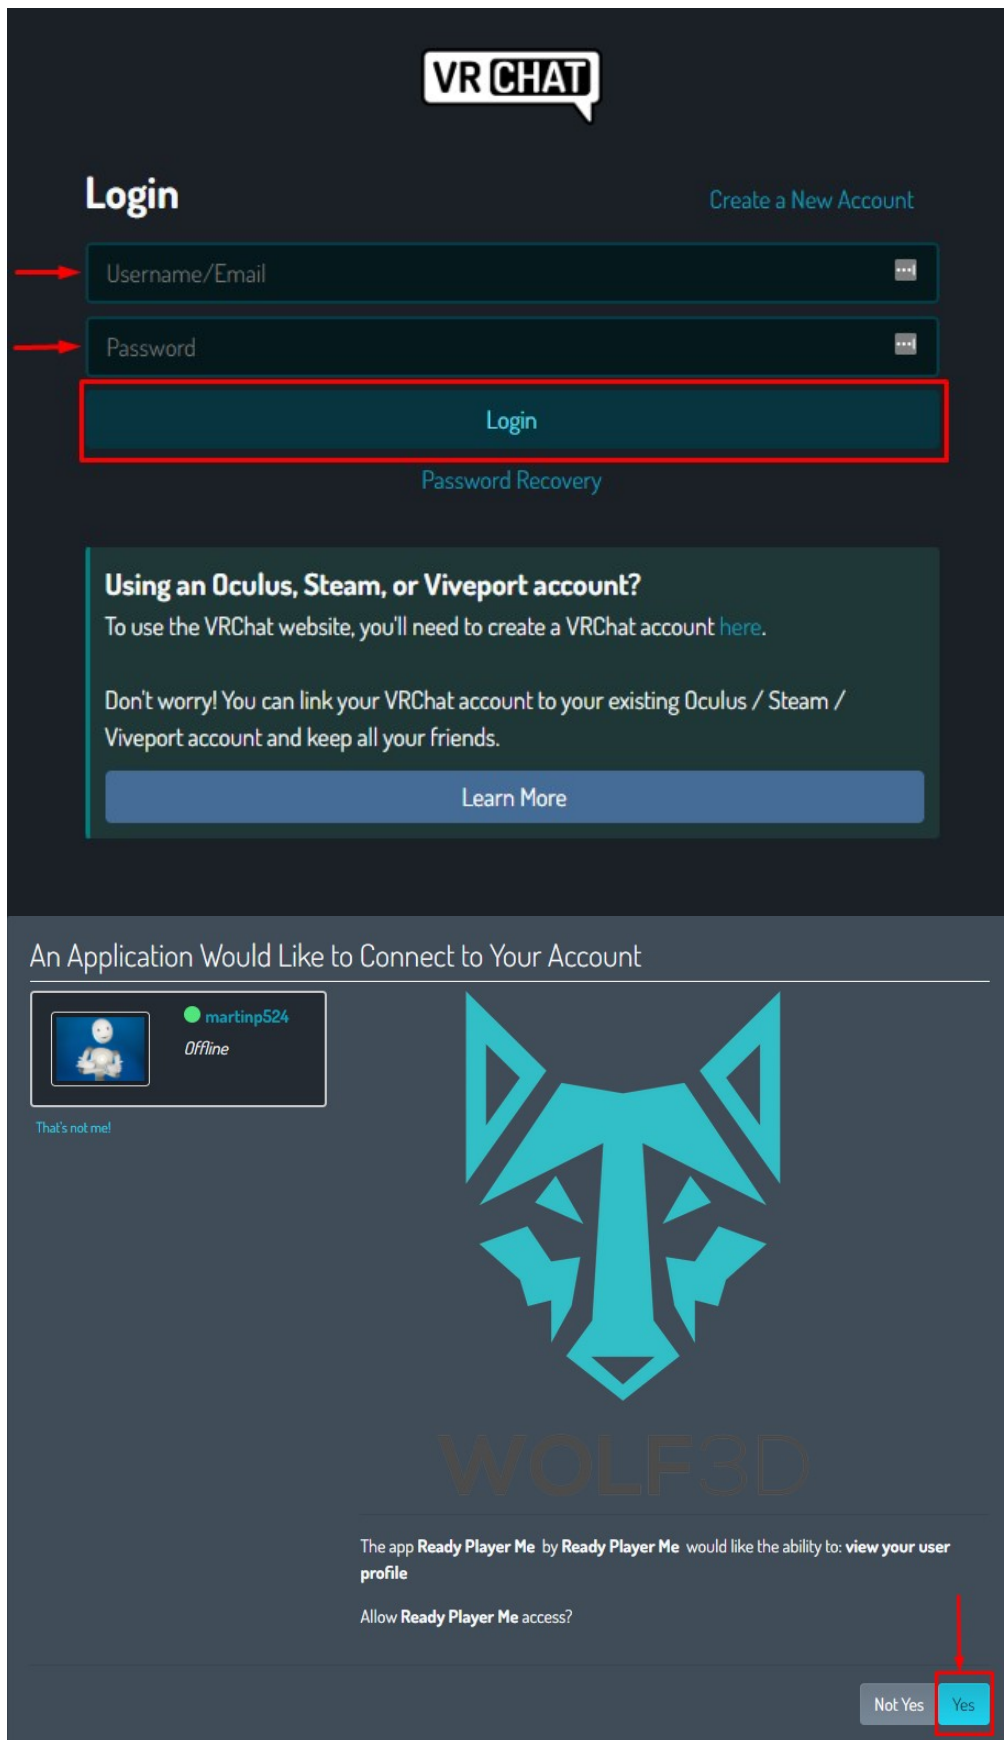 VR CHAT
Login
Create a New Account
Username/Email
Password
Login
Password Recovery
Using an Oculus, Steam, or Viveport account?
To use the VRChat website, you'll need to create a VRChat account here.
Don't worry! You can link your VRChat account to your existing Oculus / Steam /
Viveport account and keep all your friends.
Learn More
An Application Would Like to Connect to Your Account
martinp524
Offline
That's not me!
WOLF3D
The app Ready Player Me by Ready Player Me would like the ability to: view your user
profile
Allow Ready Player Me access?
Not Yes
Yes